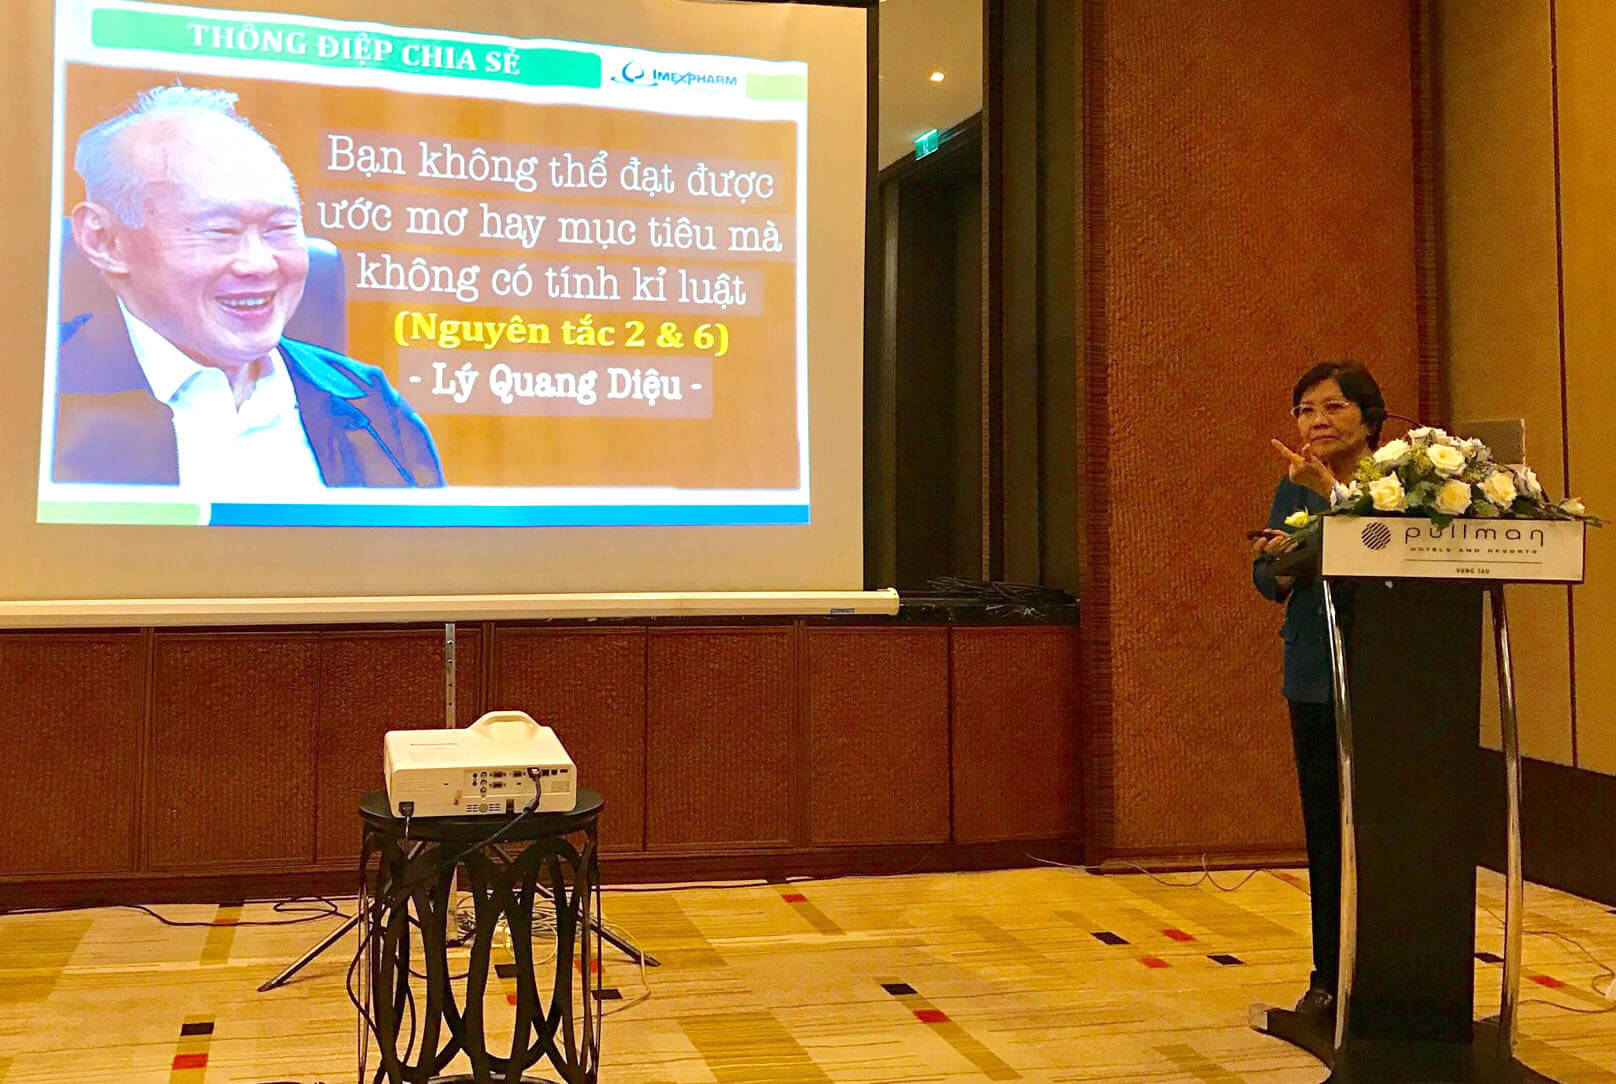 THÔNG ĐIỆP CHIA SẺ
IMEXPHARM
Bạn không thể đạt được
ước mơ hay mục tiêu mà
không có tính kỉ luật
(Nguyên tắc 2 & 6)
- Lý Quang Diệu -
pullman
HOTELS AND RESORTS
VUNG TAU